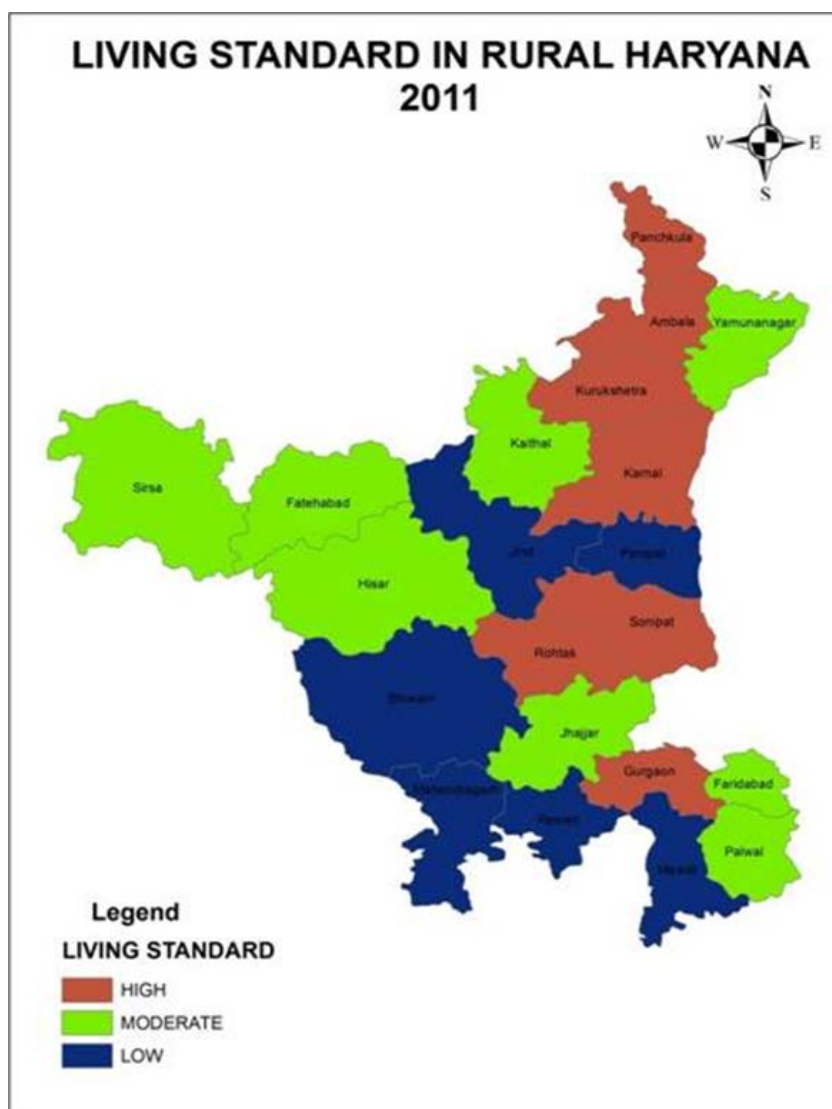 LIVING STANDARD IN RURAL HARYANA
2011
N
W E
S
Panchkula
Ambala
Yamunanagar
Kurukshetra
Kaithal
Karnal
Sirsa
Fatehabad
Jind
Panipat
Hisar
Sonipat
Rohtak
Bhiwani
Jhajjar
Gurgaon
Faridabad
Mahendragarh
Rewari
Palwal
Mewat
Legend
LIVING STANDARD
HIGH
MODERATE
LOW